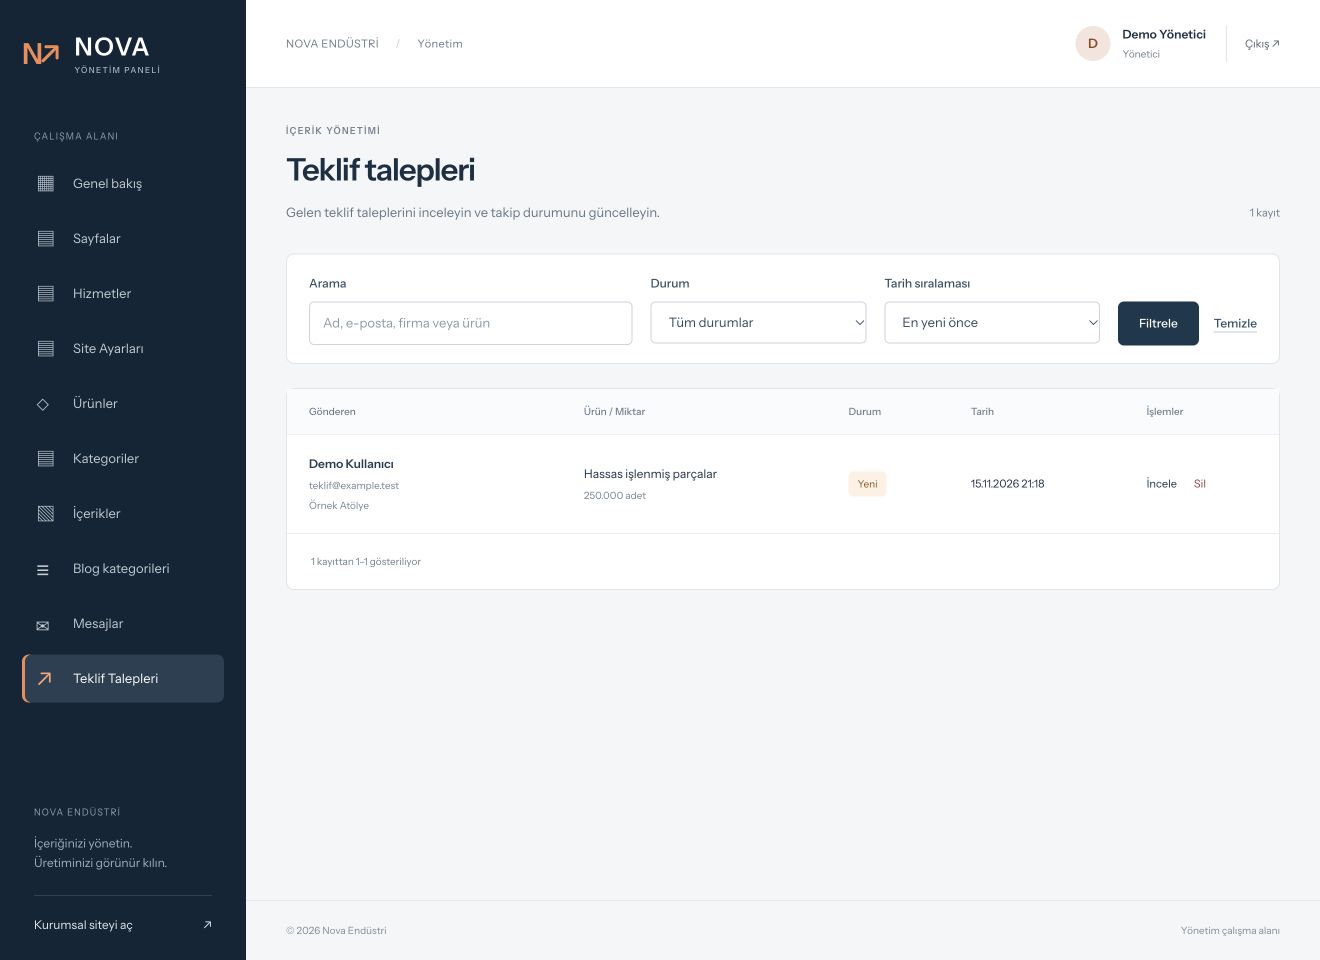 NOVA
YÖNETİM PANELİ
ÇALIŞMA ALANI
Genel bakış
Sayfalar
Hizmetler
Site Ayarları
Ürünler
Kategoriler
İçerikler
Blog kategorileri
Mesajlar
Teklif Talepleri
NOVA ENDÜSTRİ
İçeriğinizi yönetin.
Üretiminizi görünür kılın.
Kurumsal siteyi aç ↗
NOVA ENDÜSTRİ / Yönetim
D
Demo Yönetici
Yönetici
Çıkış ↗
İÇERİK YÖNETİMİ
Teklif talepleri
Gelen teklif taleplerini inceleyin ve takip durumunu güncelleyin.
1 kayıt
Arama
Ad, e-posta, firma veya ürün
Durum
Tüm durumlar
Tarih sıralaması
En yeni önce
Filtrele
Temizle
Gönderen Ürün / Miktar Durum Tarih İşlemler
Demo Kullanıcı
teklif@example.test
Örnek Atölye
Hassas işlenmiş parçalar
250.000 adet
Yeni
15.11.2026 21:18
İncele Sil
1 kayıttan 1–1 gösteriliyor
© 2026 Nova Endüstri
Yönetim çalışma alanı